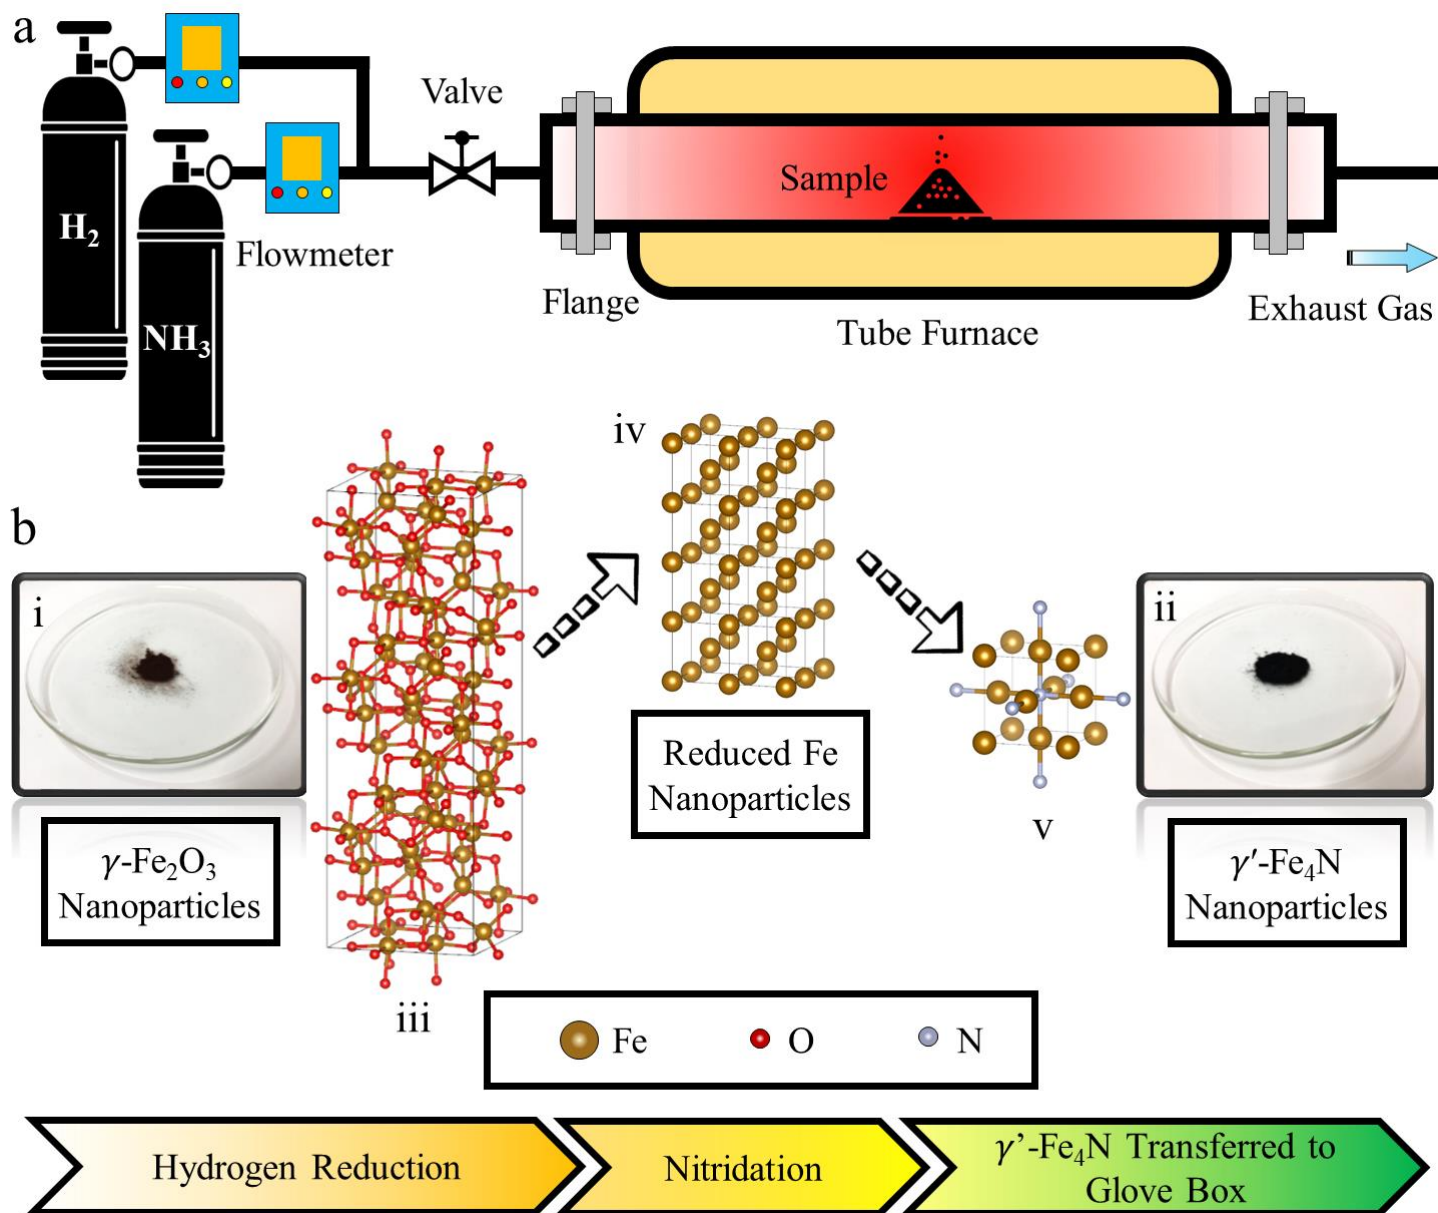 a
Valve
H₂
Sample
Flowmeter
NH₃
Flange
Tube Furnace
Exhaust Gas
b
i
iii
iv
Reduced Fe
Nanoparticles
v
ii
γ-Fe₂O₃
Nanoparticles
γ′-Fe₄N
Nanoparticles
Fe
O
N
Hydrogen Reduction
Nitridation
γ’-Fe₄N Transferred to
Glove Box